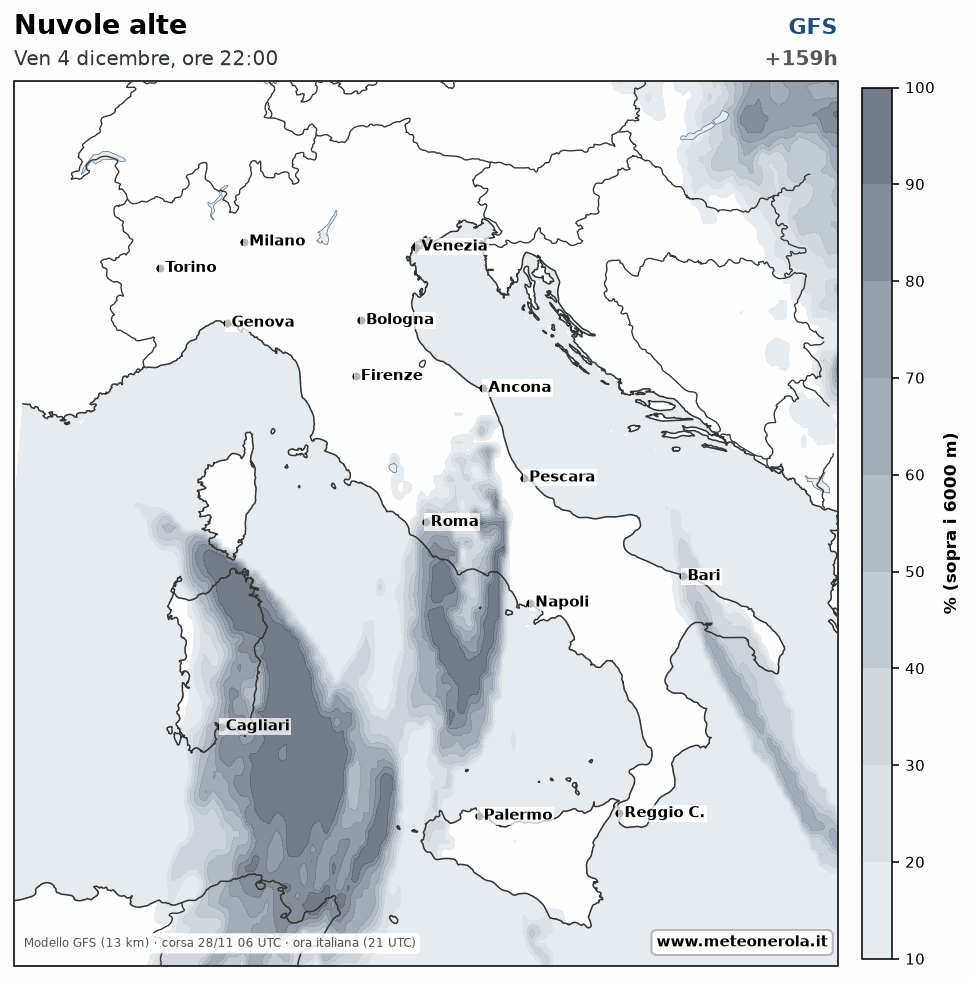 Nuvole alte
GFS
Ven 4 dicembre, ore 22:00
+159h
100
90
80
70
60
50
40
30
20
10
% (sopra i 6000 m)
Milano
Venezia
Torino
Genova
Bologna
Firenze
Ancona
Pescara
Roma
Bari
Napoli
Cagliari
Palermo
Reggio C.
Modello GFS (13 km) · corsa 28/11 06 UTC · ora italiana (21 UTC)
www.meteonerola.it